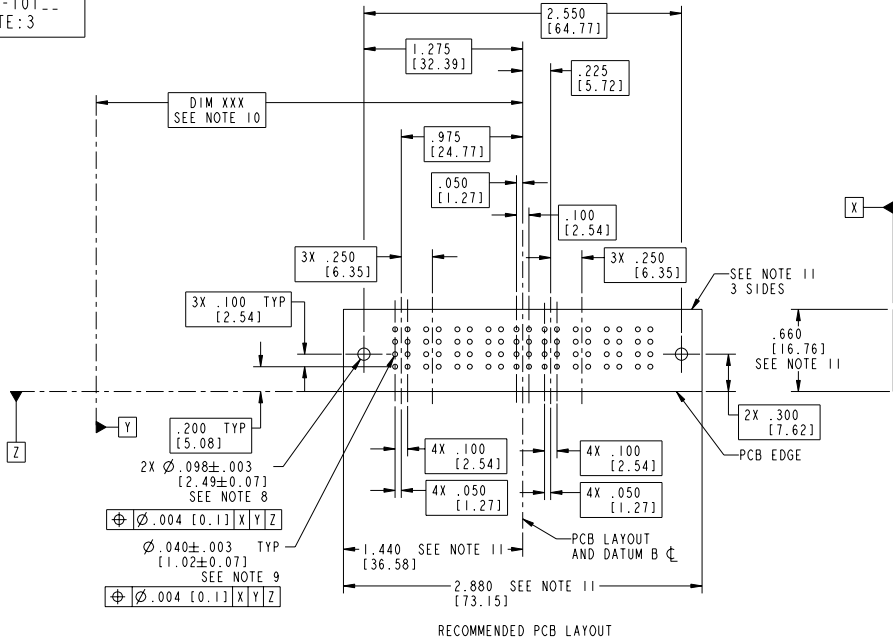 -101__
TE:3
2.550
[64.77]
1.275
[32.39]
.225
[5.72]
DIM XXX
SEE NOTE 10
.975
[24.77]
.050
[1.27]
.100
[2.54]
X
3X .250
[6.35]
3X .250
[6.35]
SEE NOTE 11
3 SIDES
3X .100 TYP
[2.54]
.660
[16.76]
SEE NOTE 11
Z
Y
.200 TYP
[5.08]
2X .300
[7.62]
PCB EDGE
2X Ø.098±.003
[2.49±0.07]
SEE NOTE 8
⌖ Ø.004 [0.1] X Y Z
4X .100
[2.54]
4X .100
[2.54]
4X .050
[1.27]
4X .050
[1.27]
Ø.040±.003 TYP
[1.02±0.07]
SEE NOTE 9
⌖ Ø.004 [0.1] X Y Z
PCB LAYOUT
AND DATUM B ℄
1.440 SEE NOTE 11
[36.58]
2.880 SEE NOTE 11
[73.15]
RECOMMENDED PCB LAYOUT